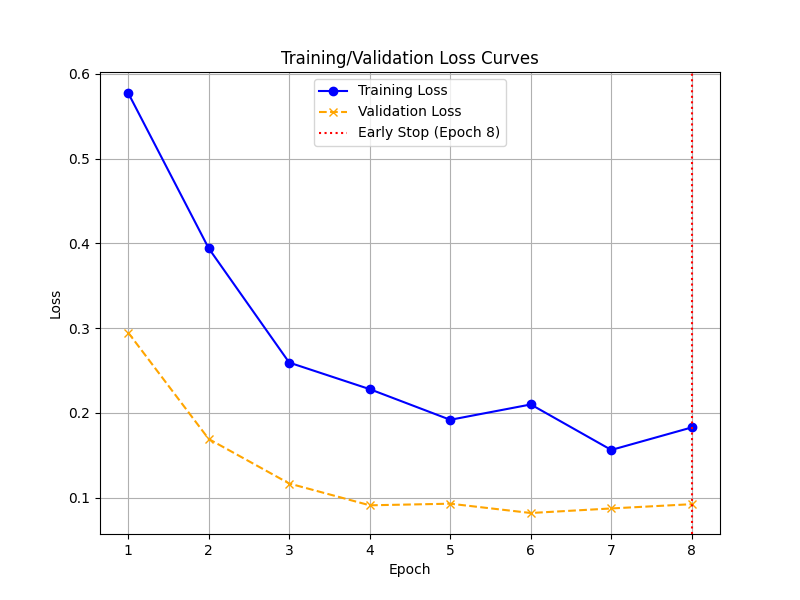 Training/Validation Loss Curves
Training Loss
Validation Loss
Early Stop (Epoch 8)
Loss
0.6
0.5
0.4
0.3
0.2
0.1
1 2 3 4 5 6 7 8
Epoch